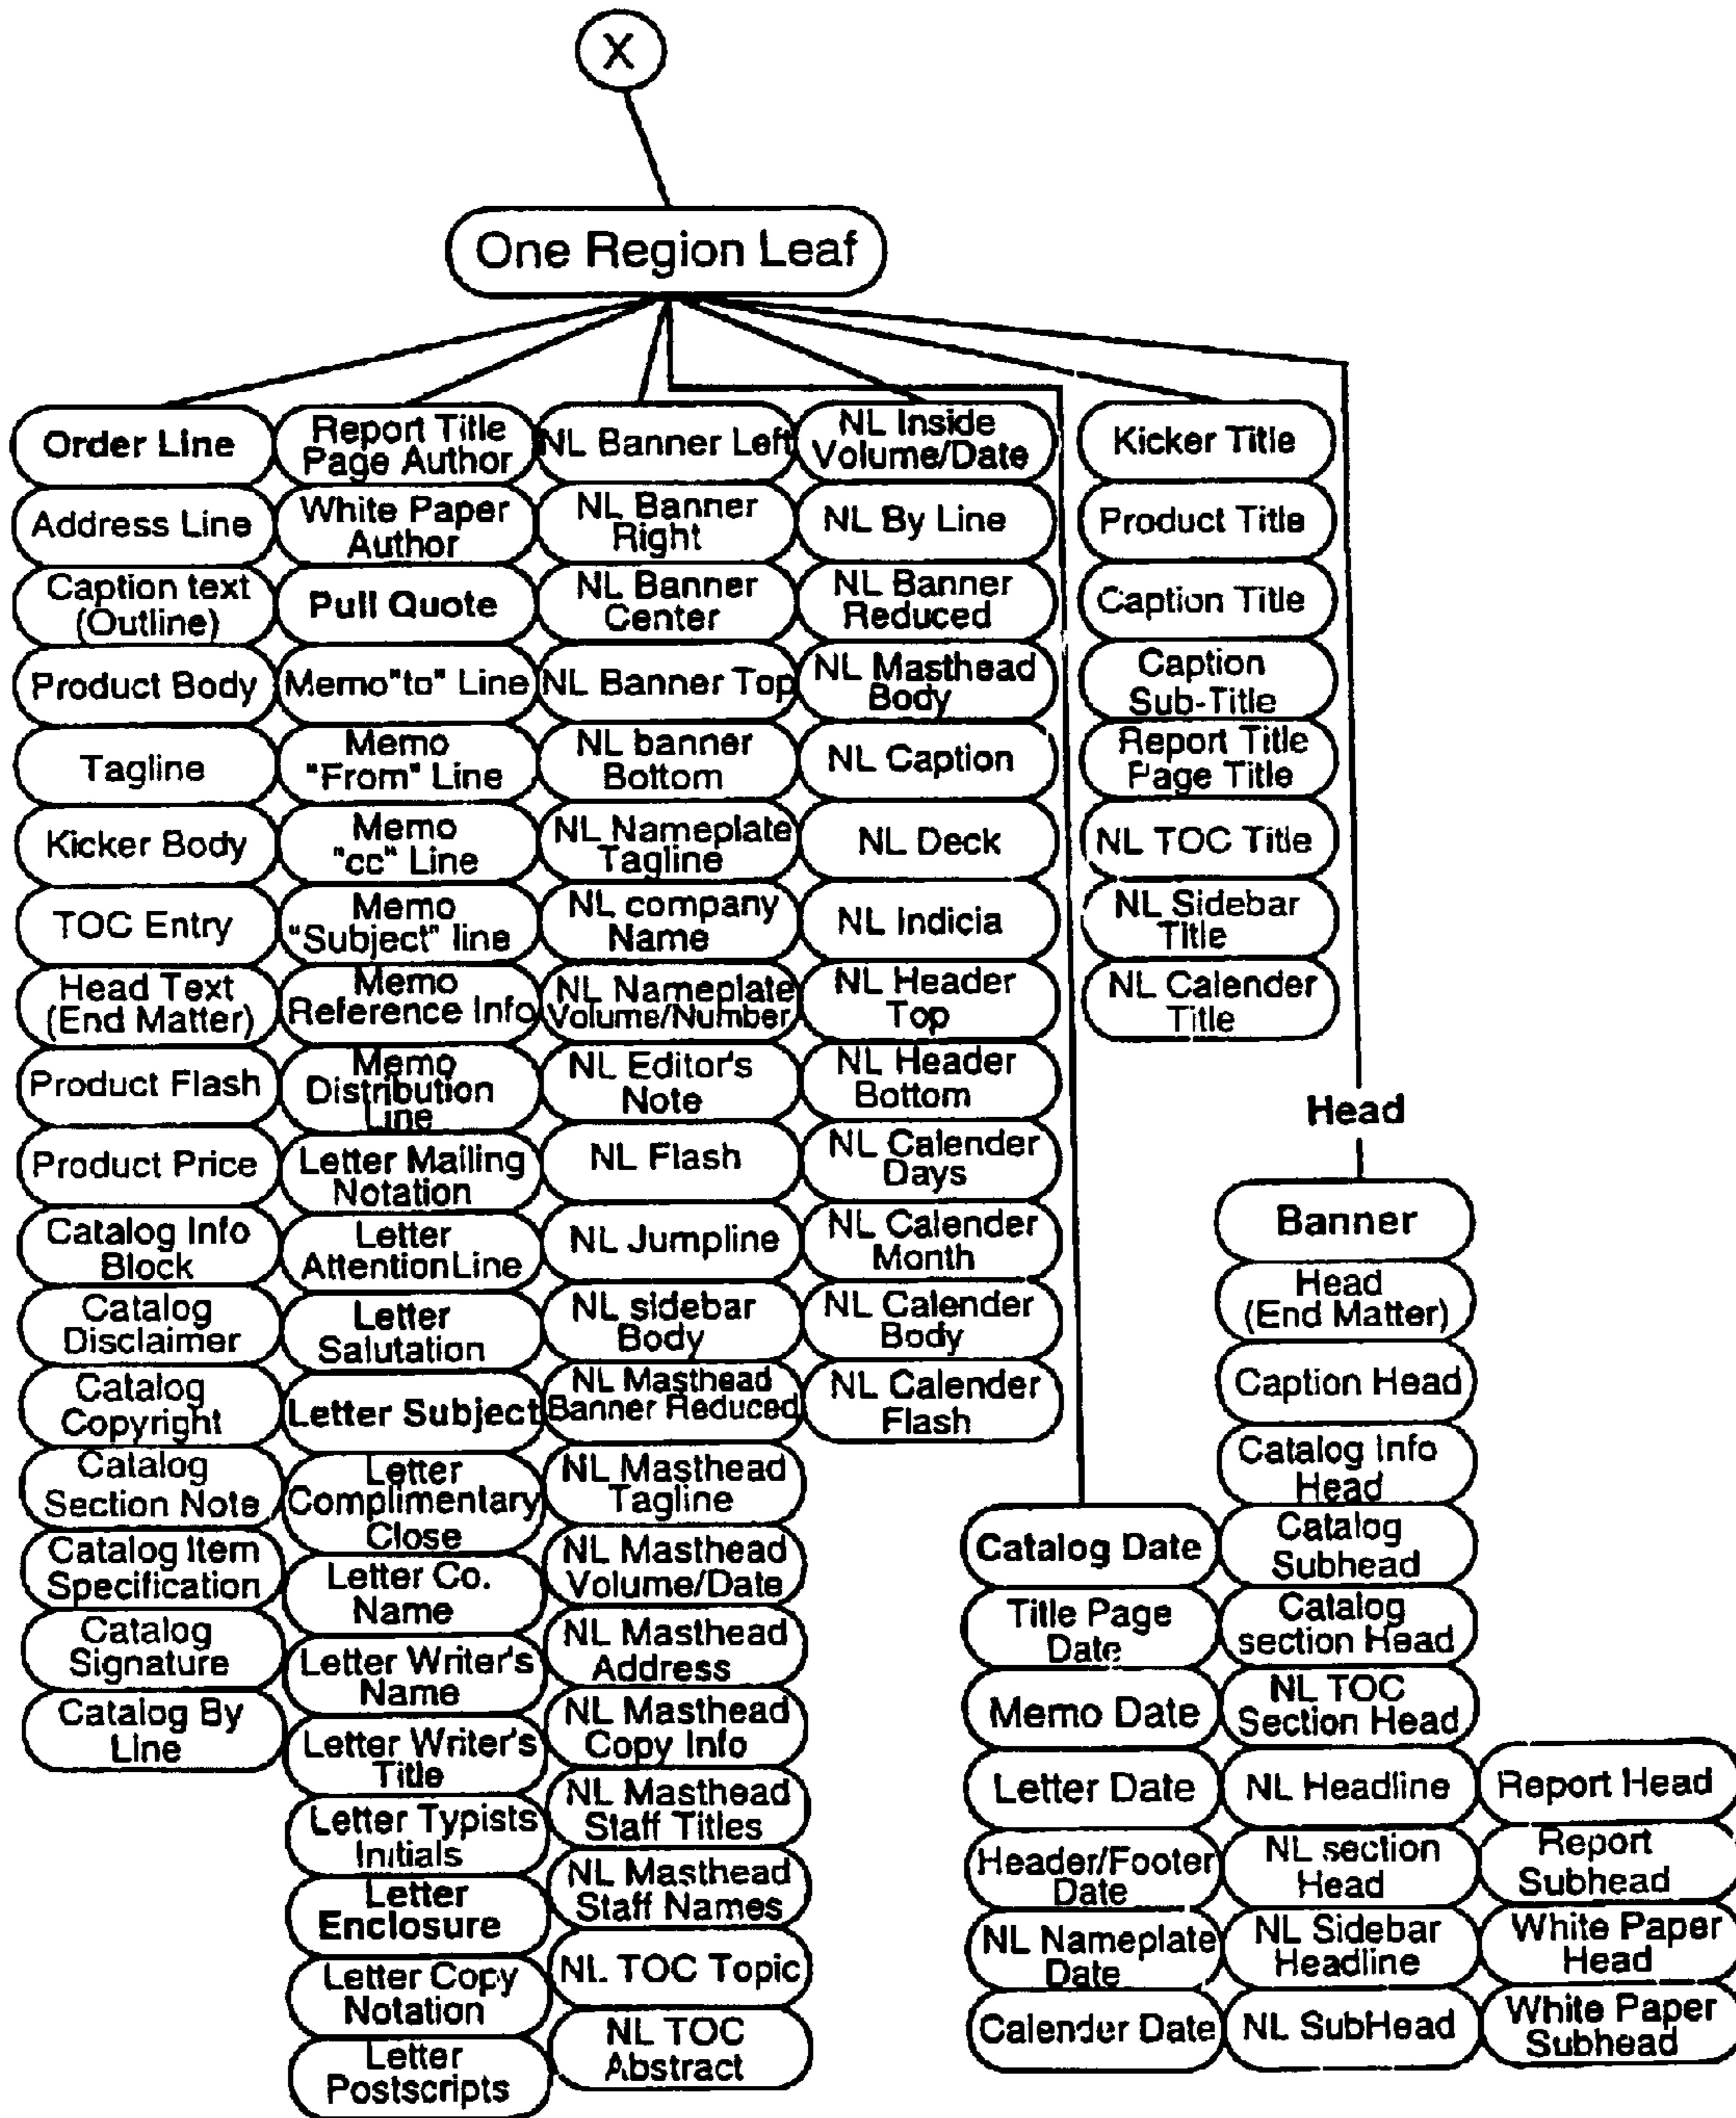 X
One Region Leaf
Order Line
Address Line
Caption text
(Outline)
Product Body
Tagline
Kicker Body
TOC Entry
Head Text
(End Matter)
Product Flash
Product Price
Catalog Info
Block
Catalog
Disclaimer
Catalog
Copyright
Catalog
Section Note
Catalog Item
Specification
Catalog
Signature
Catalog By
Line
Report Title
Page Author
White Paper
Author
Pull Quote
Memo"to" Line
Memo
"From" Line
Memo
"cc" Line
Memo
"Subject" line
Memo
Reference Info
Memo
Distribution
Line
Letter Mailing
Notation
Letter
AttentionLine
Letter
Salutation
Letter Subject
Letter
Complimentary
Close
Letter Co.
Name
Letter Writer's
Name
Letter Writer's
Title
Letter Typists
Initials
Letter
Enclosure
Letter Copy
Notation
Letter
Postscripts
NL Banner Left
NL Banner
Right
NL Banner
Center
NL Banner Top
NL banner
Bottom
NL Nameplate
Tagline
NL company
Name
NL Nameplate
Volume/Number
NL Editor's
Note
NL Flash
NL Jumpline
NL sidebar
Body
NL Masthead
Banner Reduced
NL Masthead
Tagline
NL Masthead
Volume/Date
NL Masthead
Address
NL Masthead
Copy Info
NL Masthead
Staff Titles
NL Masthead
Staff Names
NL TOC Topic
NL TOC
Abstract
NL Inside
Volume/Date
NL By Line
NL Banner
Reduced
NL Masthead
Body
NL Caption
NL Deck
NL Indicia
NL Header
Top
NL Header
Bottom
NL Calender
Days
NL Calender
Month
NL Calender
Body
NL Calender
Flash
Kicker Title
Product Title
Caption Title
Caption
Sub-Title
Report Title
Page Title
NL TOC Title
NL Sidebar
Title
NL Calender
Title
Catalog Date
Title Page
Date
Memo Date
Letter Date
Header/Footer
Date
NL Nameplate
Date
Calender Date
Head
Banner
Head
(End Matter)
Caption Head
Catalog Info
Head
Catalog
Subhead
Catalog
section Head
NL TOC
Section Head
NL Headline
NL section
Head
NL Sidebar
Headline
NL SubHead
Report Head
Report
Subhead
White Paper
Head
White Paper
Subhead